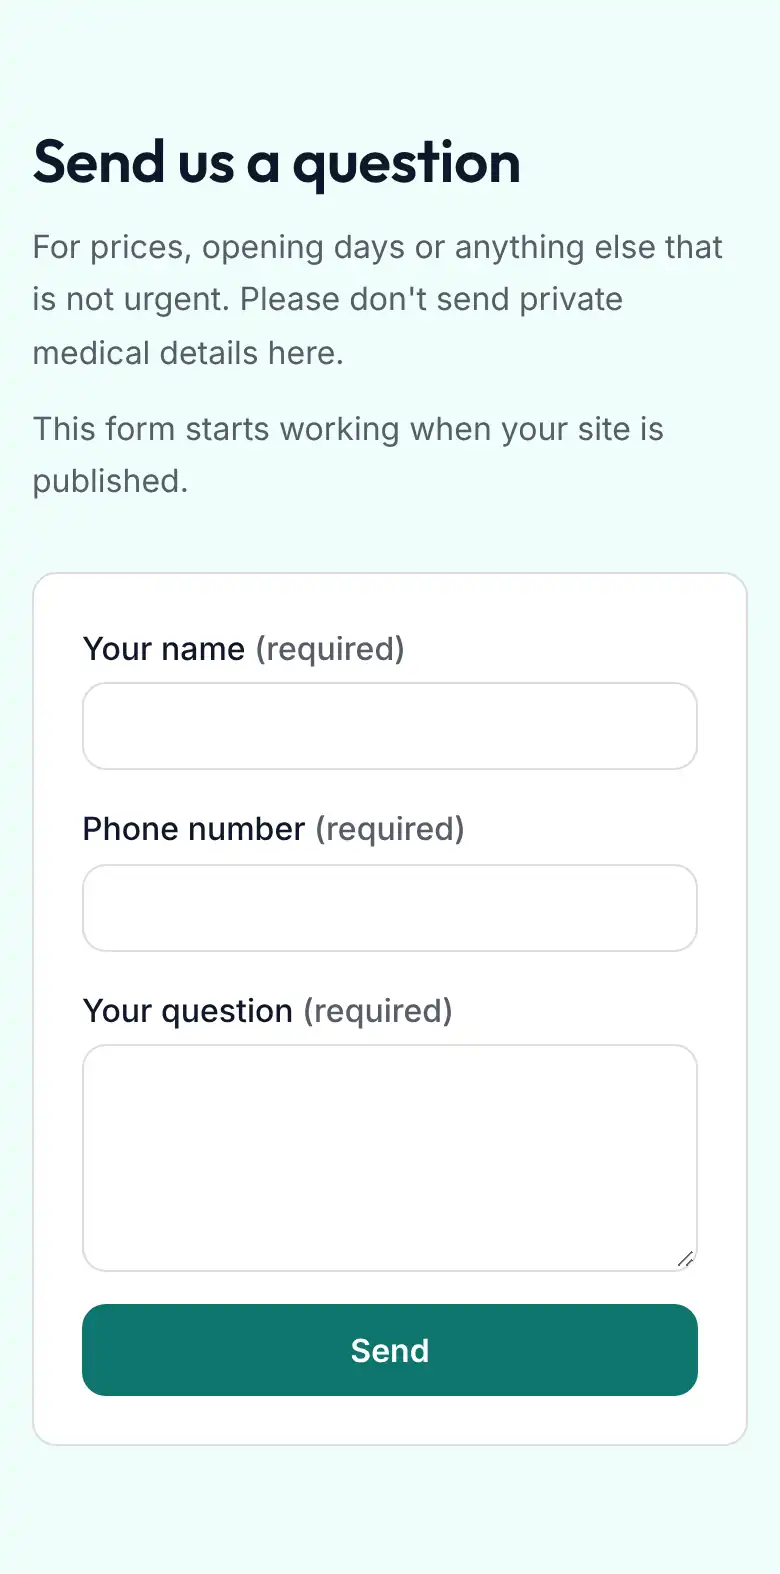 Send us a question
For prices, opening days or anything else that
is not urgent. Please don't send private
medical details here.
This form starts working when your site is
published.
Your name (required)
Phone number (required)
Your question (required)
Send